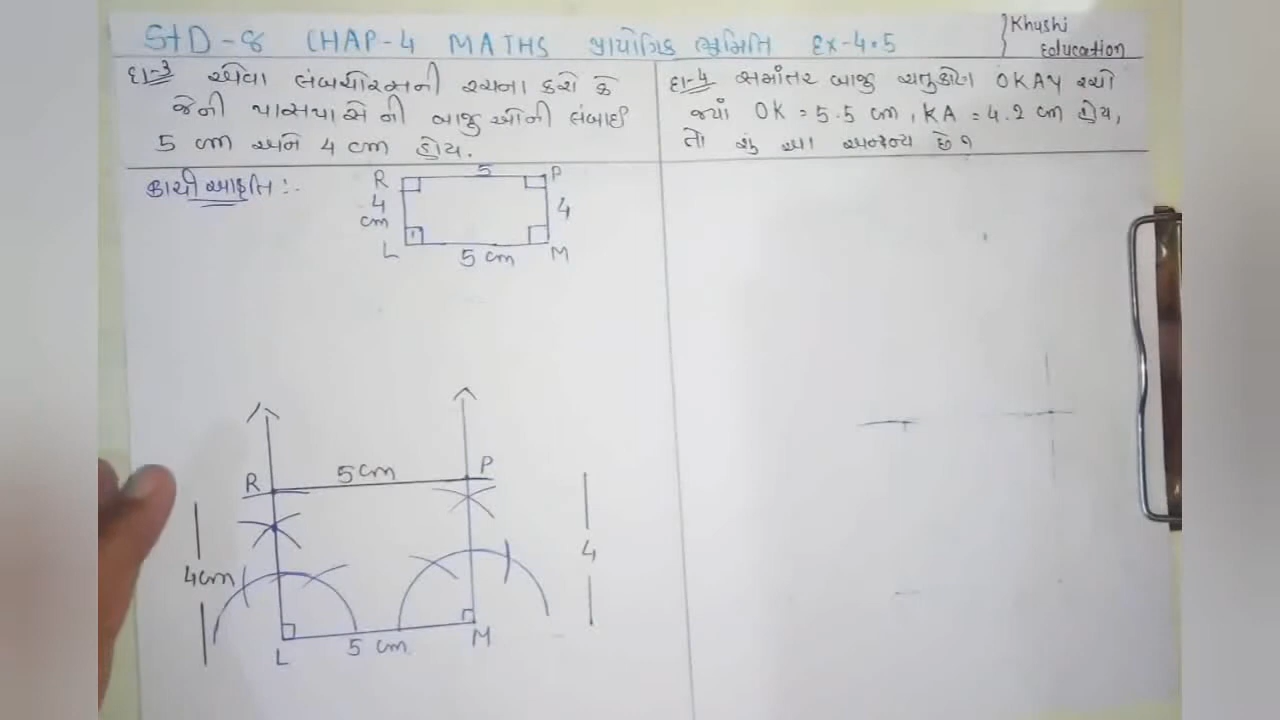 STD-8 CHAP-4 MATHS પ્રાયોગિક ભૂમિતિ EX-4.5
Khushi
Education
દા-૩ એવા લંબચોરસની રચના કરો કે
જેની પાસપાસેની બાજુઓની લંબાઈ
5 cm અને 4 cm હોય.
દા-૪ સમાંતર બાજુ ચતુષ્કોણ OKAY રચો
જ્યાં OK = 5.5 cm, KA = 4.2 cm હોય,
તો શું આ અનન્ય છે ?
કાચી આકૃતિ :-
R 5 P
4 4
cm
L 5 cm M
R 5cm P
4cm 4
L 5 cm M